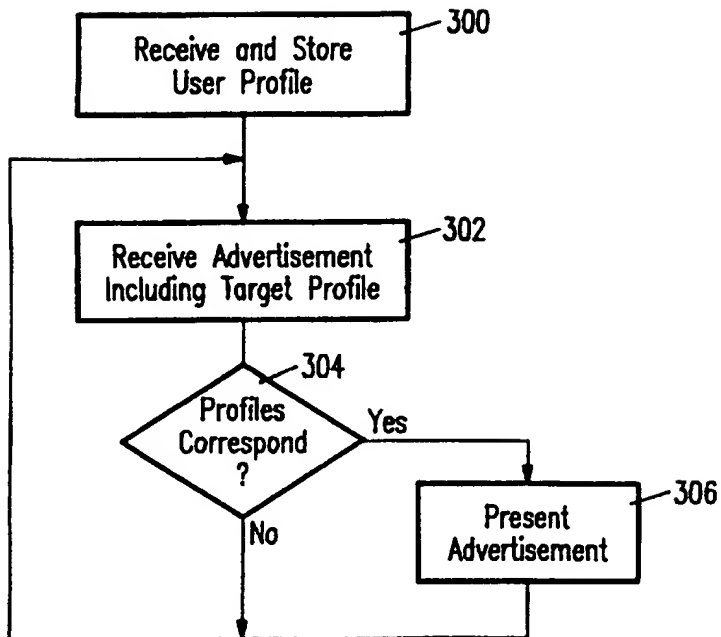 300
Receive and Store
User Profile
302
Receive Advertisement
Including Target Profile
304
Profiles
Correspond
?
Yes
No
306
Present
Advertisement